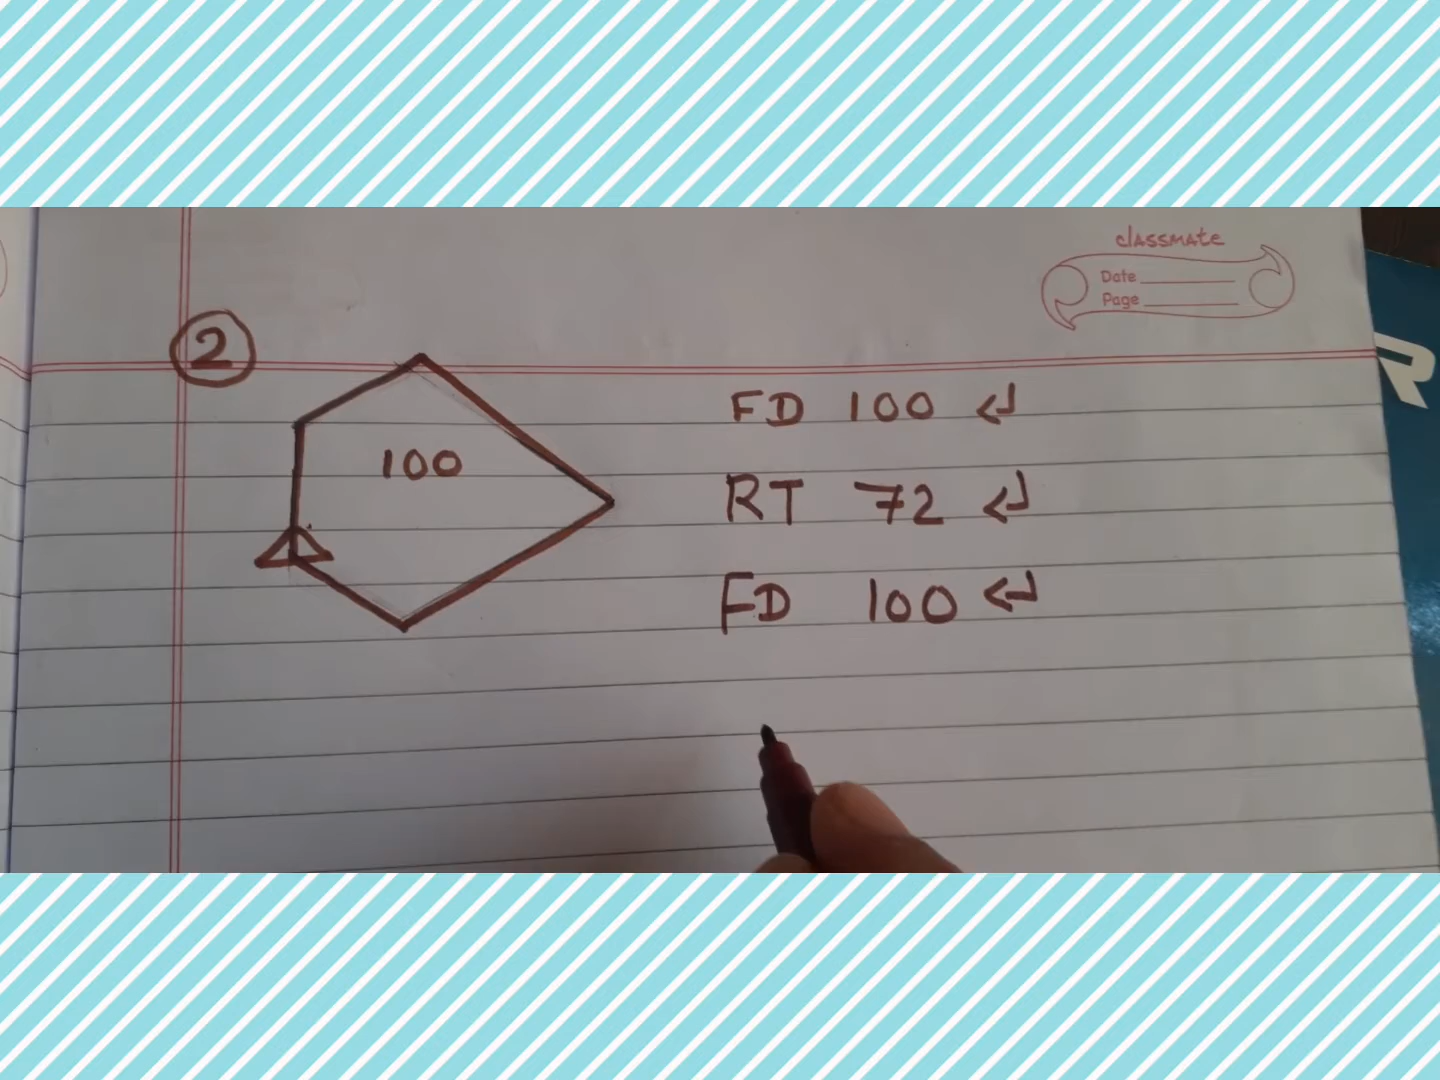 classmate
Date
Page
2
100
FD 100 ↵
RT 72 ↵
FD 100 ↵
R